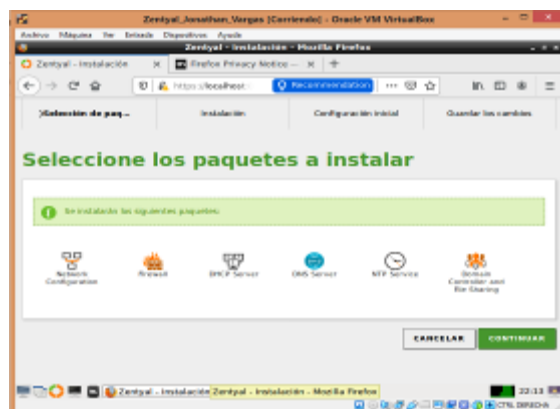 Zentyal_Jonathan_Vargas [Corriendo] - Oracle VM VirtualBox
Archivo Máquina Ver Entrada Dispositivos Ayuda
Zentyal - Instalación - Mozilla Firefox
Zentyal - Instalación × Firefox Privacy Notice — × +
https://localhost: Recommendation
Selección de paq... Instalación Configuración inicial Guardar los cambios
Seleccione los paquetes a instalar
Se instalarán los siguientes paquetes:
Network Configuration
Firewall
DHCP Server
DNS Server
NTP Service
Domain Controller and File Sharing
CANCELAR CONTINUAR
Zentyal - Instalación Zentyal - Instalación - Mozilla Firefox 22:13
CTRL DERECHA